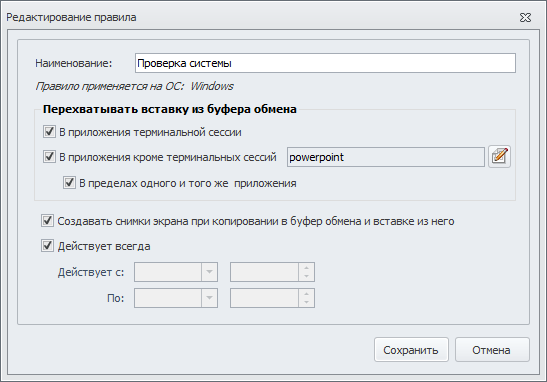 Редактирование правила
Наименование: Проверка системы
Правило применяется на ОС: Windows
Перехватывать вставку из буфера обмена
В приложения терминальной сессии
В приложения кроме терминальных сессий powerpoint
В пределах одного и того же приложения
Создавать снимки экрана при копировании в буфер обмена и вставке из него
Действует всегда
Действует с:
По:
Сохранить Отмена